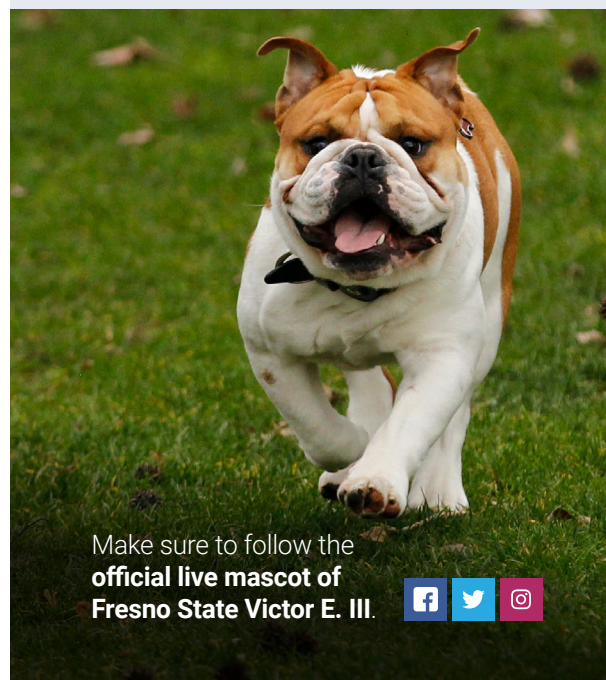 Make sure to follow the
official live mascot of
Fresno State Victor E. III.